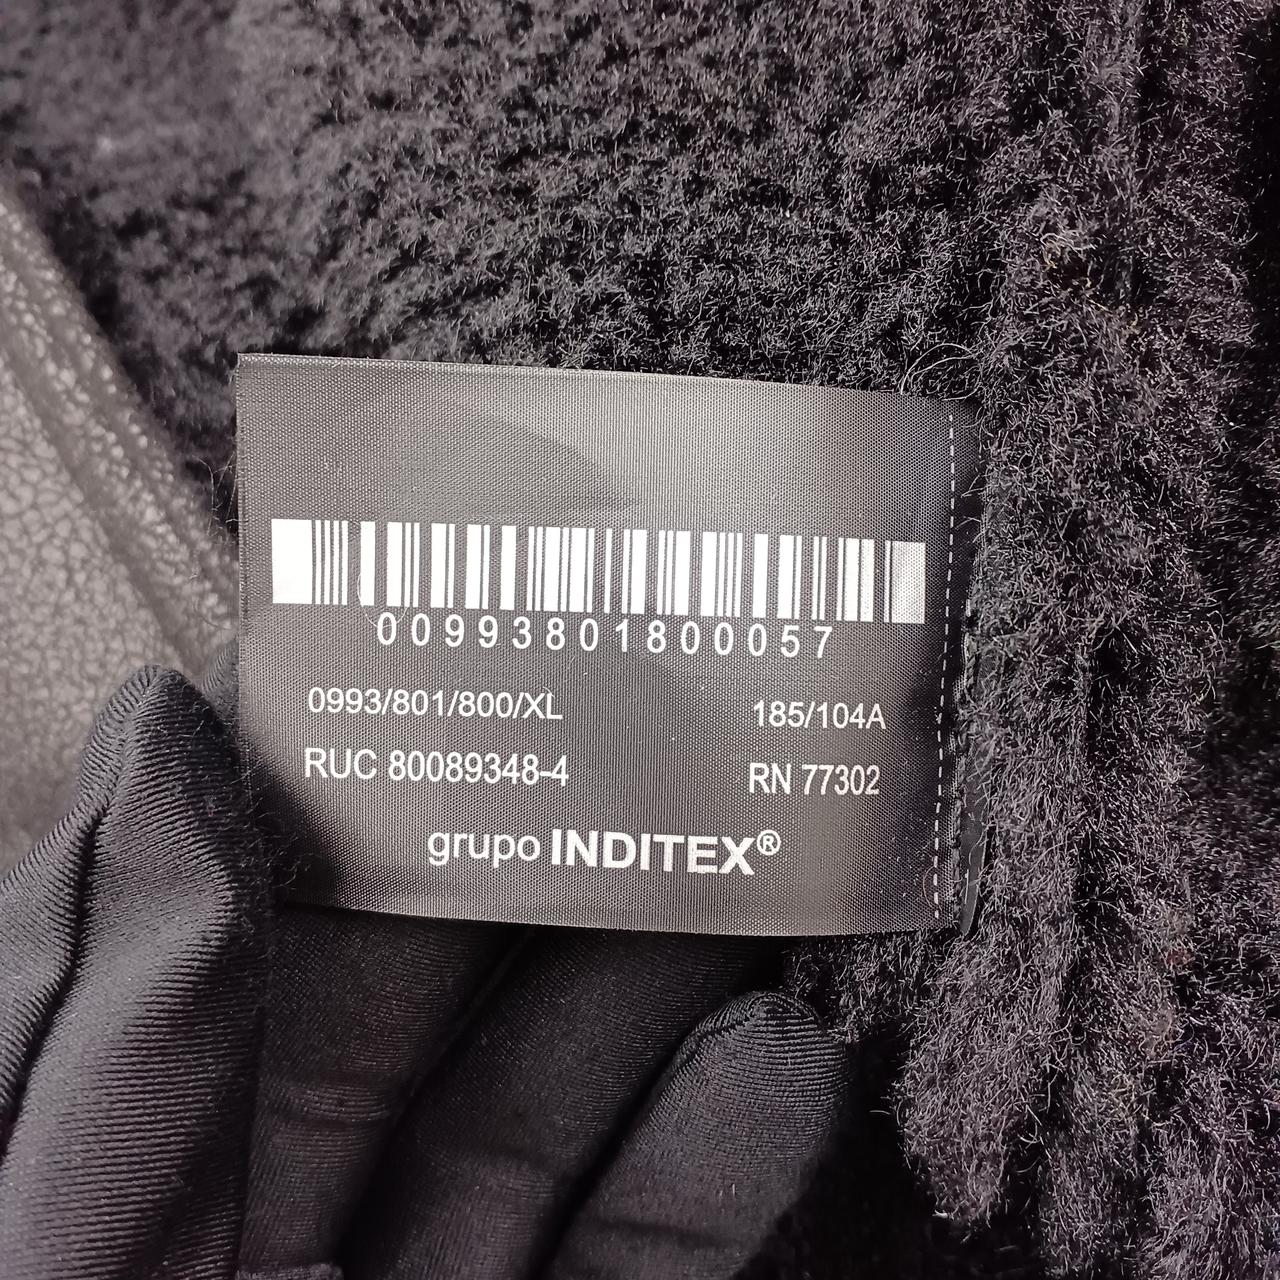 00993801800057
0993/801/800/XL 185/104A
RUC 80089348-4 RN 77302
grupo INDITEX®